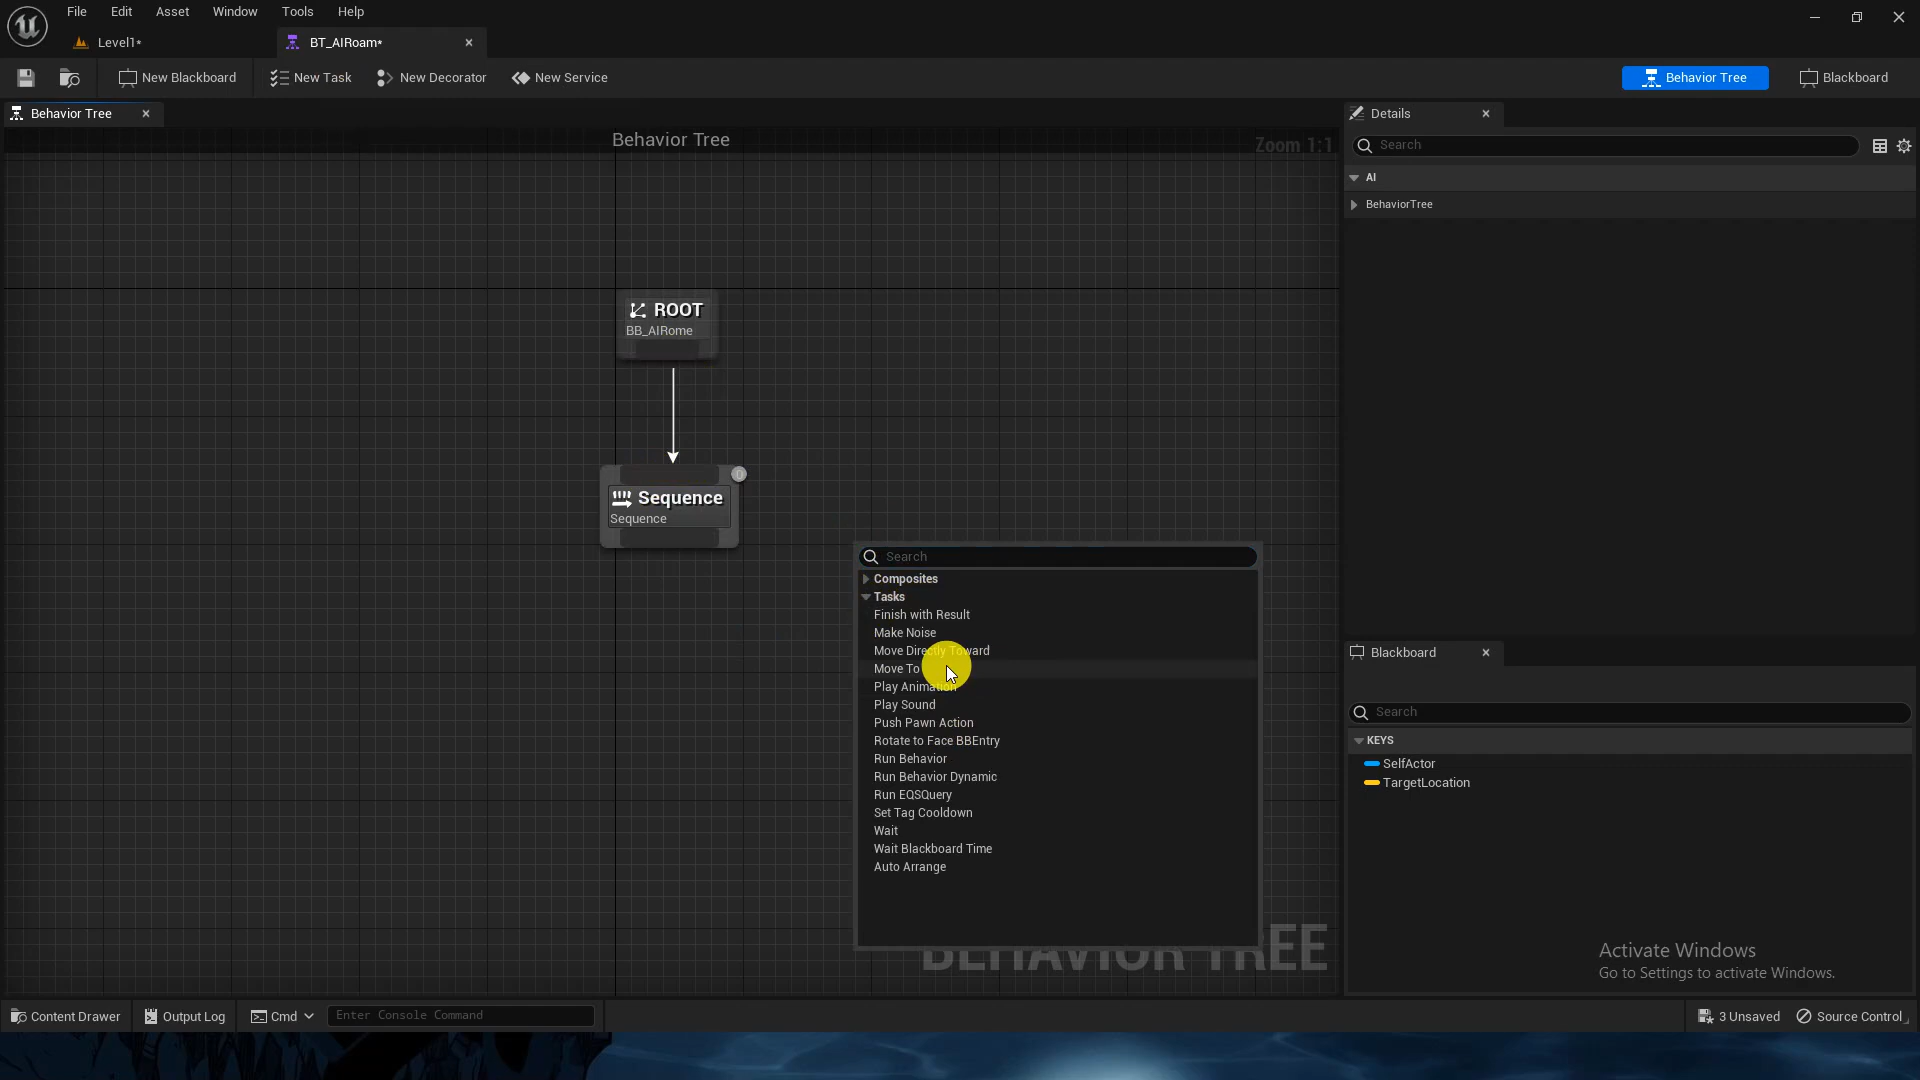 File Edit Asset Window Tools Help
Level1*
BT_AIRoam*
New Blackboard
New Task
New Decorator
New Service
Behavior Tree
Blackboard
Behavior Tree
Behavior Tree
Zoom 1:1
ROOT
BB_AIRome
Sequence
Sequence
0
Search
Composites
Tasks
Finish with Result
Make Noise
Move Directly Toward
Move To
Play Animation
Play Sound
Push Pawn Action
Rotate to Face BBEntry
Run Behavior
Run Behavior Dynamic
Run EQSQuery
Set Tag Cooldown
Wait
Wait Blackboard Time
Auto Arrange
BEHAVIOR TREE
Details
Search
AI
BehaviorTree
Blackboard
Search
KEYS
SelfActor
TargetLocation
Activate Windows
Go to Settings to activate Windows.
Content Drawer
Output Log
Cmd
Enter Console Command
3 Unsaved
Source Control